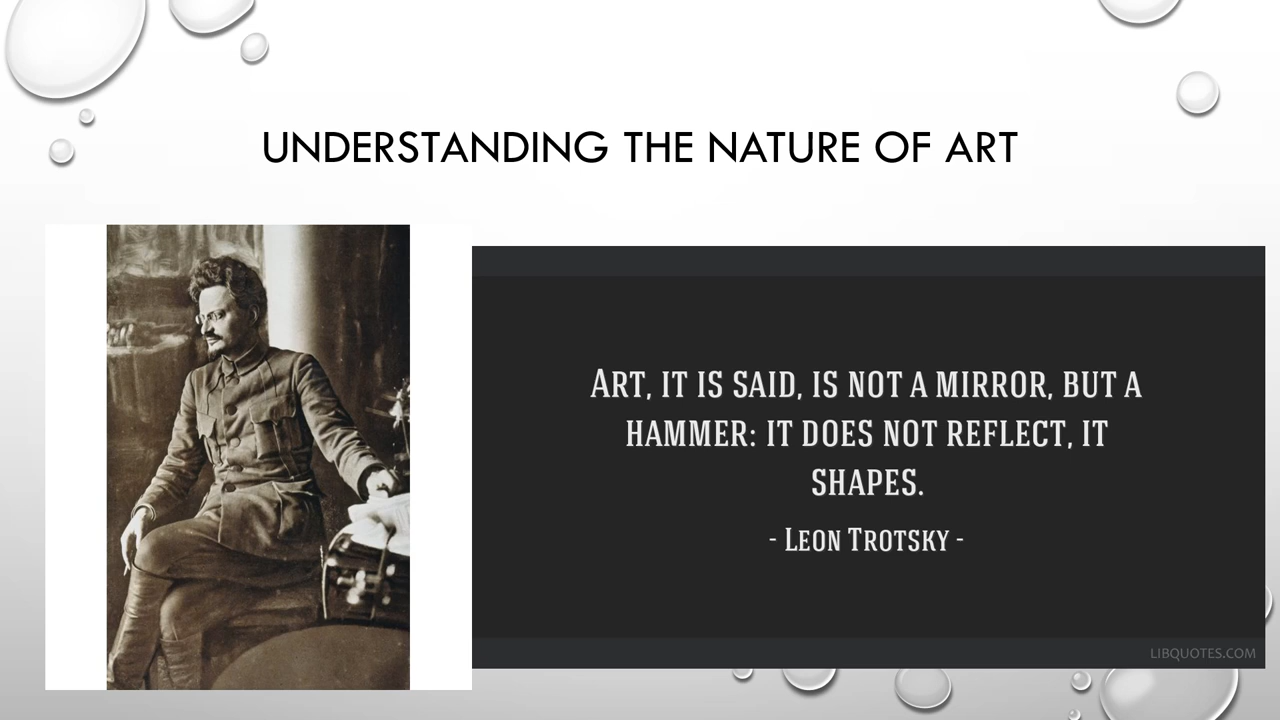 UNDERSTANDING THE NATURE OF ART
ART, IT IS SAID, IS NOT A MIRROR, BUT A
HAMMER: IT DOES NOT REFLECT, IT
SHAPES.
- LEON TROTSKY -
LIBQUOTES.COM